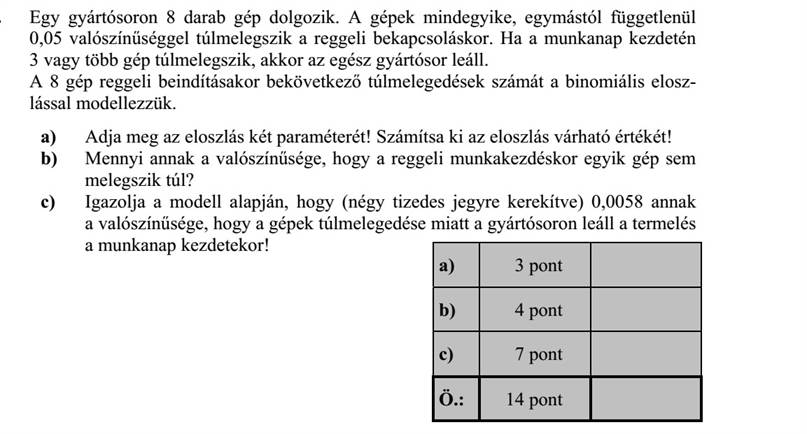 Egy gyártósoron 8 darab gép dolgozik. A gépek mindegyike, egymástól függetlenül
0,05 valószínűséggel túlmelegszik a reggeli bekapcsoláskor. Ha a munkanap kezdetén
3 vagy több gép túlmelegszik, akkor az egész gyártósor leáll.
A 8 gép reggeli beindításakor bekövetkező túlmelegedések számát a binomiális elosz-
lással modellezzük.
a) Adja meg az eloszlás két paraméterét! Számítsa ki az eloszlás várható értékét!
b) Mennyi annak a valószínűsége, hogy a reggeli munkakezdéskor egyik gép sem
melegszik túl?
c) Igazolja a modell alapján, hogy (négy tizedes jegyre kerekítve) 0,0058 annak
a valószínűsége, hogy a gépek túlmelegedése miatt a gyártósoron leáll a termelés
a munkanap kezdetekor!
a) 3 pont
b) 4 pont
c) 7 pont
Ö.: 14 pont